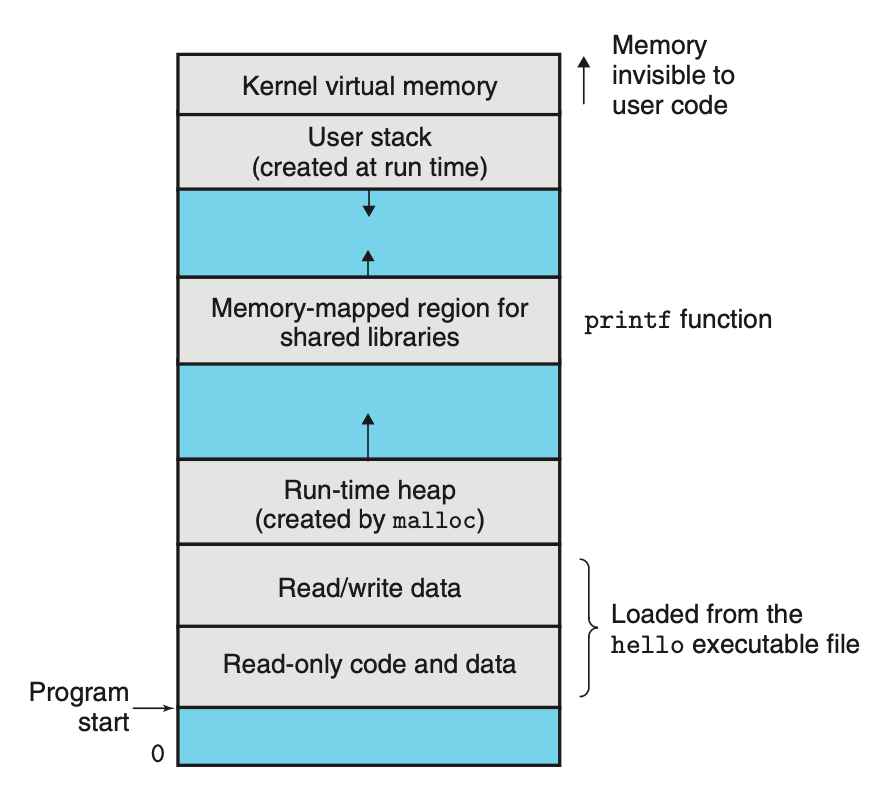 Memory
invisible to
user code
Kernel virtual memory
User stack
(created at run time)
Memory-mapped region for
shared libraries
printf function
Run-time heap
(created by malloc)
Read/write data
Loaded from the
hello executable file
Read-only code and data
Program
start
0